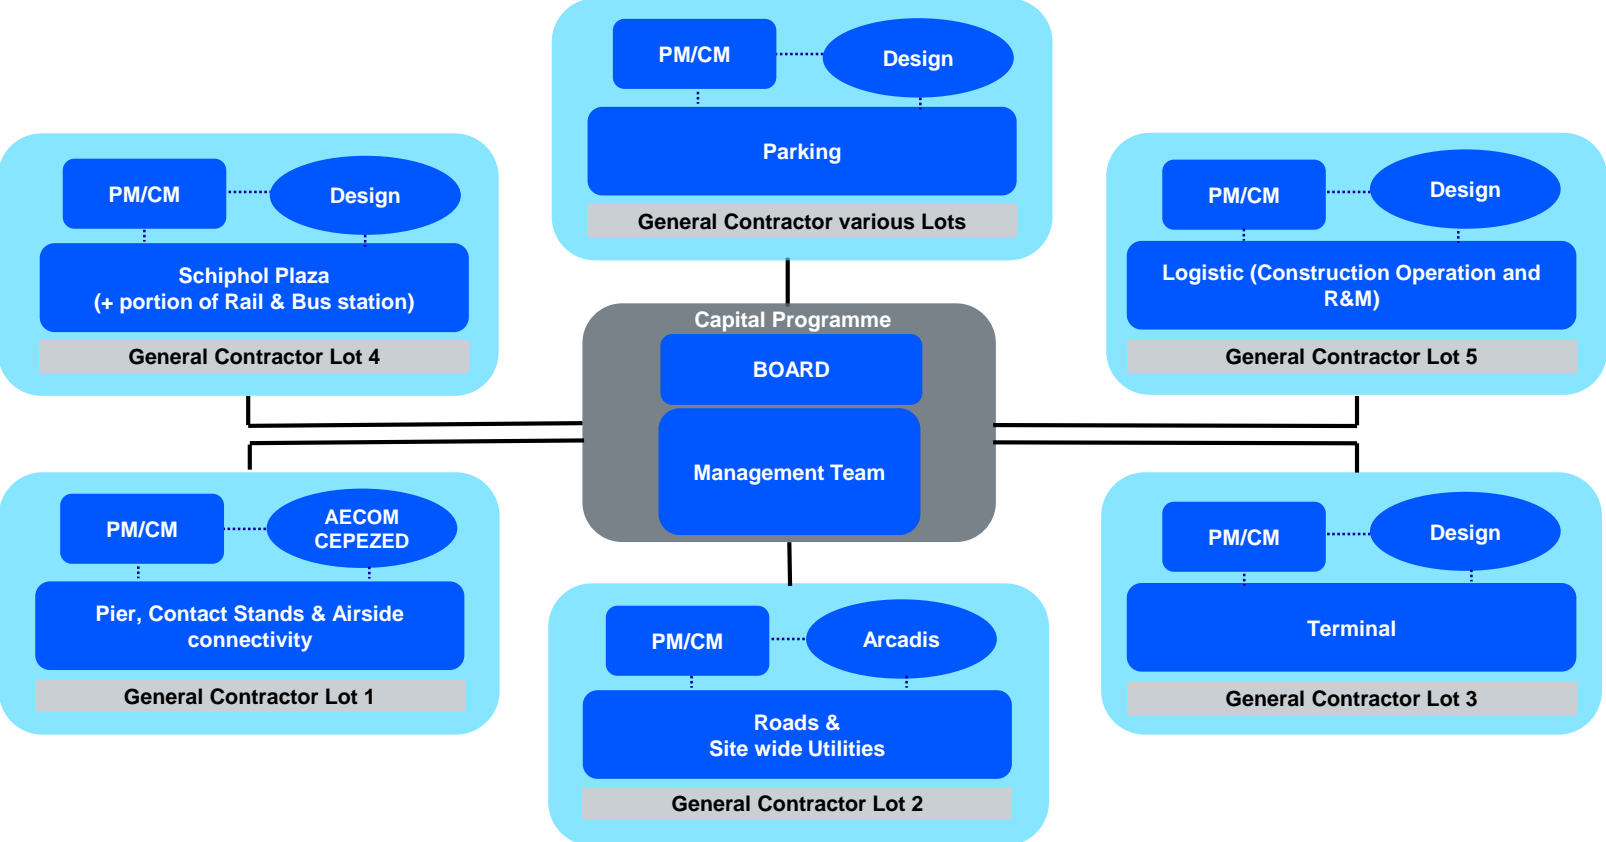 PM/CM
Design
Parking
General Contractor various Lots
PM/CM
Design
Schiphol Plaza
(+ portion of Rail & Bus station)
General Contractor Lot 4
PM/CM
Design
Logistic (Construction Operation and
R&M)
General Contractor Lot 5
Capital Programme
BOARD
Management Team
PM/CM
AECOM
CEPEZED
Pier, Contact Stands & Airside
connectivity
General Contractor Lot 1
PM/CM
Arcadis
Roads &
Site wide Utilities
General Contractor Lot 2
PM/CM
Design
Terminal
General Contractor Lot 3